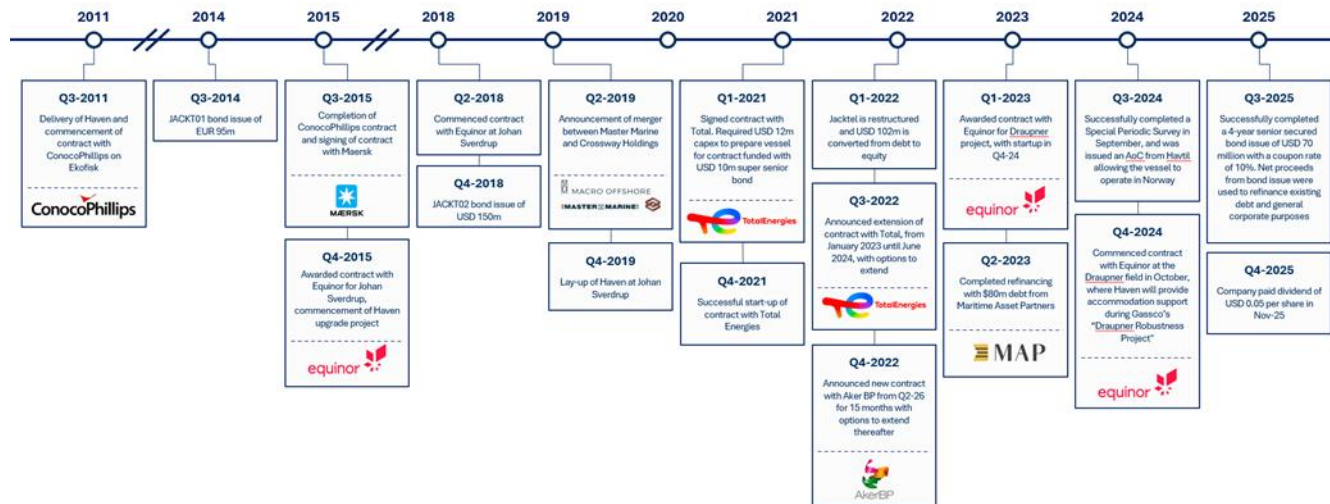 2011
2014
2015
2018
2019
2020
2021
2022
2023
2024
2025
Q3-2011
Delivery of Haven and
commencement of
contract with
ConocoPhillips on
Ekofisk
ConocoPhillips
Q3-2014
JACKT01 bond issue of
EUR 95m
Q3-2015
Completion of
ConocoPhillips contract
and signing of contract
with Maersk
MAERSK
Q4-2015
Awarded contract with
Equinor for Johan
Sverdrup,
commencement of Haven
upgrade project
equinor
Q2-2018
Commenced contract
with Equinor at Johan
Sverdrup
Q4-2018
JACKT02 bond issue of
USD 150m
Q2-2019
Announcement of merger
between Master Marine
and Crossway Holdings
MACRO OFFSHORE
MASTER MARINE
Q4-2019
Lay-up of Haven at Johan
Sverdrup
Q1-2021
Signed contract with
Total. Required USD 12m
capex to prepare vessel
for contract funded with
USD 10m super senior
bond
TotalEnergies
Q4-2021
Successful start-up of
contract with Total
Energies
Q1-2022
Jacktel is restructured
and USD 102m is
converted from debt to
equity
Q3-2022
Announced extension of
contract with Total, from
January 2023 until June
2024, with options to
extend
TotalEnergies
Q4-2022
Announced new contract
with Aker BP from Q2-26
for 15 months with
options to extend
thereafter
AkerBP
Q1-2023
Awarded contract with
Equinor for Draupner
project, with startup in
Q4-24
equinor
Q2-2023
Completed refinancing
with $80m debt from
Maritime Asset Partners
MAP
Q3-2024
Successfully completed a
Special Periodic Survey in
September, and was
issued an AoC from Havtil
allowing the vessel to
operate in Norway
Q4-2024
Commenced contract
with Equinor at the
Draupner field in October,
where Haven will provide
accommodation support
during Gassco's
"Draupner Robustness
Project"
equinor
Q3-2025
Successfully completed
a 4-year senior secured
bond issue of USD 70
million with a coupon rate
of 10%. Net proceeds
from bond issue were
used to refinance existing
debt and general
corporate purposes
Q4-2025
Company paid dividend of
USD 0.05 per share in
Nov-25